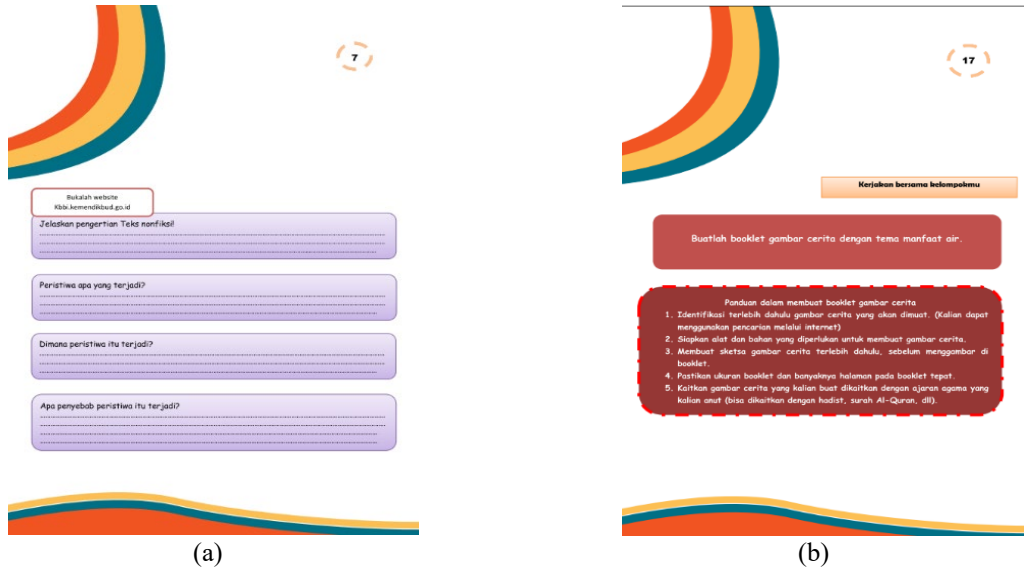 7
Bukalah website
Kbbi.kemendikbud.go.id
Jelaskan pengertian Teks nonfiksi!
Peristiwa apa yang terjadi?
Dimana peristiwa itu terjadi?
Apa penyebab peristiwa itu terjadi?
(a)
17
Kerjakan bersama kelompokmu
Buatlah booklet gambar cerita dengan tema manfaat air.
Panduan dalam membuat booklet gambar cerita
1. Identifikasi terlebih dahulu gambar cerita yang akan dimuat. (Kalian dapat
menggunakan pencarian melalui internet)
2. Siapkan alat dan bahan yang diperlukan untuk membuat gambar cerita.
3. Membuat sketsa gambar cerita terlebih dahulu, sebelum menggambar di
booklet.
4. Pastikan ukuran booklet dan banyaknya halaman pada booklet tepat.
5. Kaitkan gambar cerita yang kalian buat dikaitkan dengan ajaran agama yang
kalian anut (bisa dikaitkan dengan hadist, surah Al-Quran, dll).
(b)